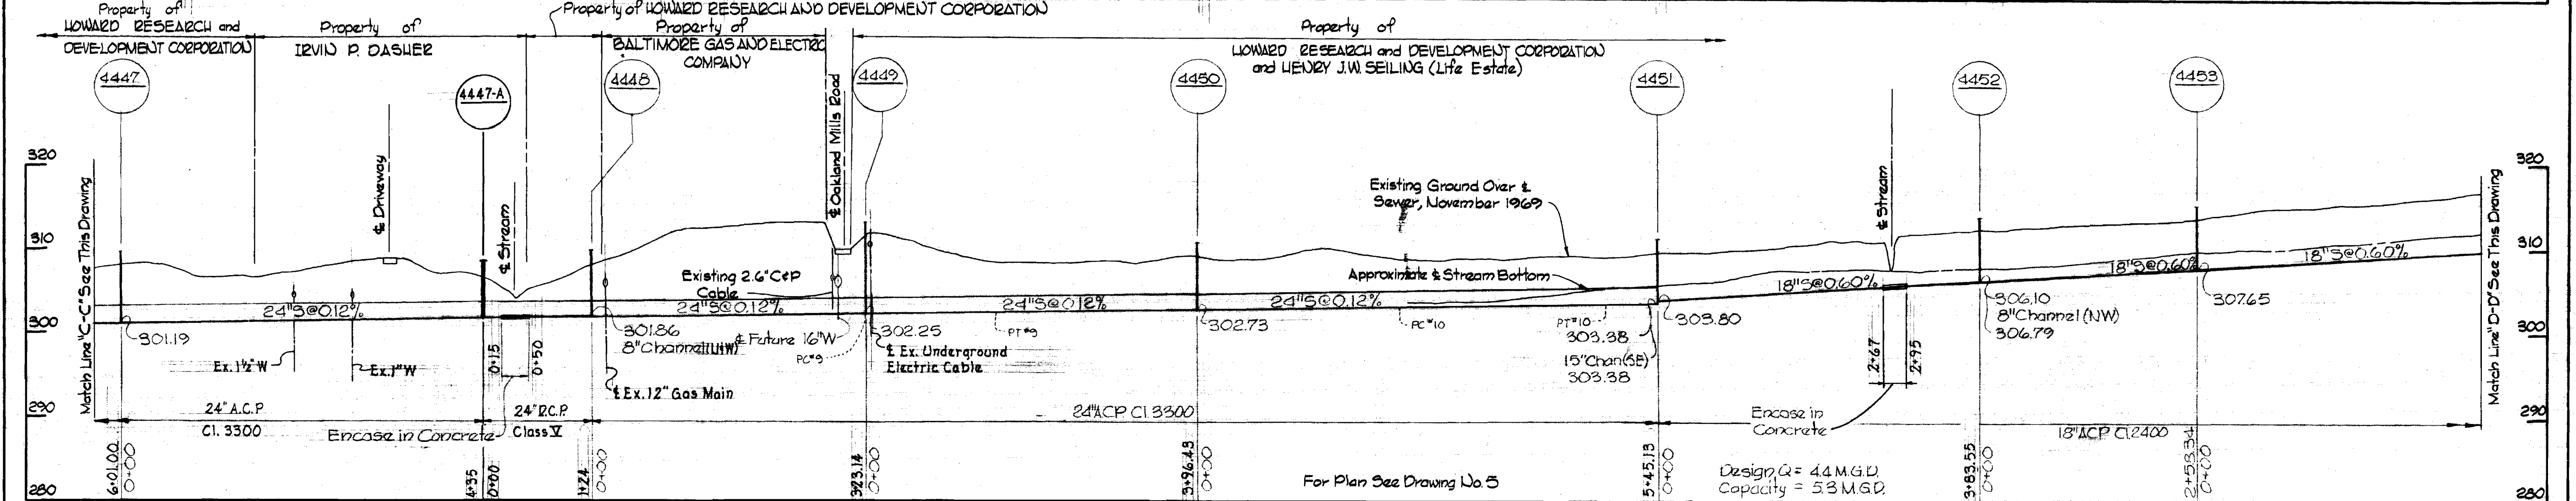 Property of
HOWARD RESEARCH and
DEVELOPMENT CORPORATION
Property of
IRVIN P. DASHER
Property of HOWARD RESEARCH AND DEVELOPMENT CORPORATION
Property of
BALTIMORE GAS AND ELECTRIC
COMPANY
Property of
HOWARD RESEARCH and DEVELOPMENT CORPORATION
and HENRY J.W. SEILING (Life Estate)
4447
4447-A
4448
4449
4450
4451
4452
4453
320
310
300
290
280
Match Line "C-C" See This Drawing
℄ Driveway
℄ Stream
℄ Oakland Mills Road
Existing Ground Over ℄
Sewer, November 1969
℄ Stream
Existing 2.6" C&P
Cable
Approximate ℄ Stream Bottom
24"S@0.12%
24"S@0.12%
24"S@0.12%
24"S@0.12%
18"S@0.60%
18"S@0.60%
18"S@0.60%
301.19
Ex. 1½" W
Ex. 1" W
0+15
0+50
301.86
8" Channel
℄ Future 16" W
PC#9
℄ Ex. 12" Gas Main
302.25
℄ Ex. Underground
Electric Cable
PT#9
302.73
PC#10
PT#10
303.38
15" Chan (SE)
303.38
303.80
2+67
2+95
306.10
8" Channel (NW)
306.79
307.65
24" A.C.P.
Cl. 3300
Encase in Concrete
24" R.C.P.
Class V
24" ACP Cl. 3300
Encase in
Concrete
18" ACP Cl. 2400
6+01.00
0+00
4+35
0+00
1+24
0+00
3+23.14
0+00
3+96.43
0+00
For Plan See Drawing No. 5
5+45.13
0+00
Design Q = 4.4 M.G.D.
Capacity = 5.3 M.G.D.
3+83.55
0+00
2+58.34
0+00
Match Line "D-D" See This Drawing
320
310
300
290
280